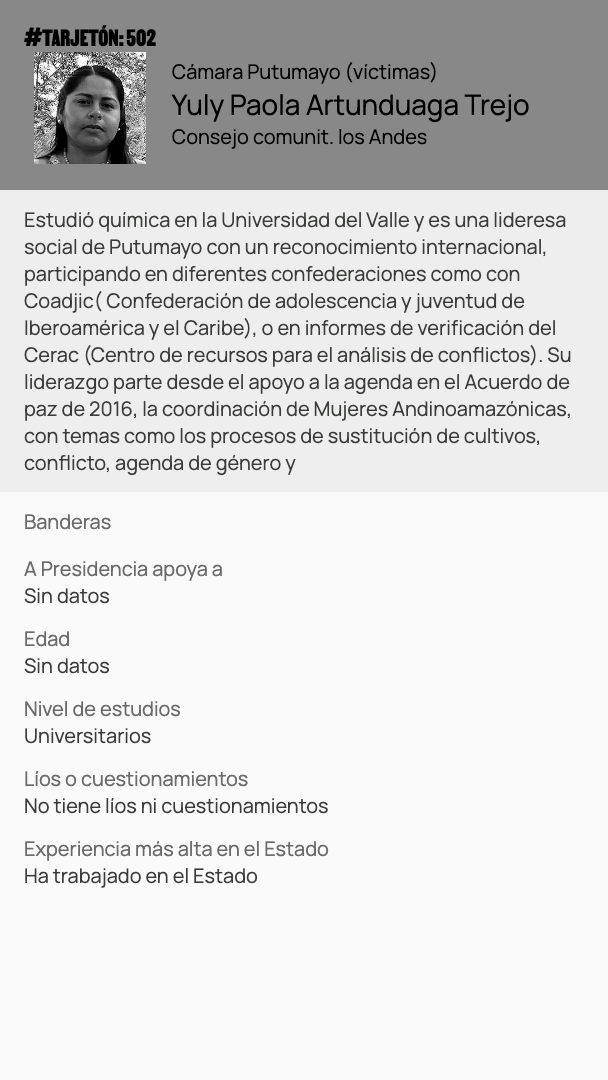 #TARJETÓN: 502
Cámara Putumayo (víctimas)
Yuly Paola Artunduaga Trejo
Consejo comunit. los Andes
Estudió química en la Universidad del Valle y es una lideresa
social de Putumayo con un reconocimiento internacional,
participando en diferentes confederaciones como con
Coadjic( Confederación de adolescencia y juventud de
Iberoamérica y el Caribe), o en informes de verificación del
Cerac (Centro de recursos para el análisis de conflictos). Su
liderazgo parte desde el apoyo a la agenda en el Acuerdo de
paz de 2016, la coordinación de Mujeres Andinoamazónicas,
con temas como los procesos de sustitución de cultivos,
conflicto, agenda de género y
Banderas
A Presidencia apoya a
Sin datos
Edad
Sin datos
Nivel de estudios
Universitarios
Líos o cuestionamientos
No tiene líos ni cuestionamientos
Experiencia más alta en el Estado
Ha trabajado en el Estado